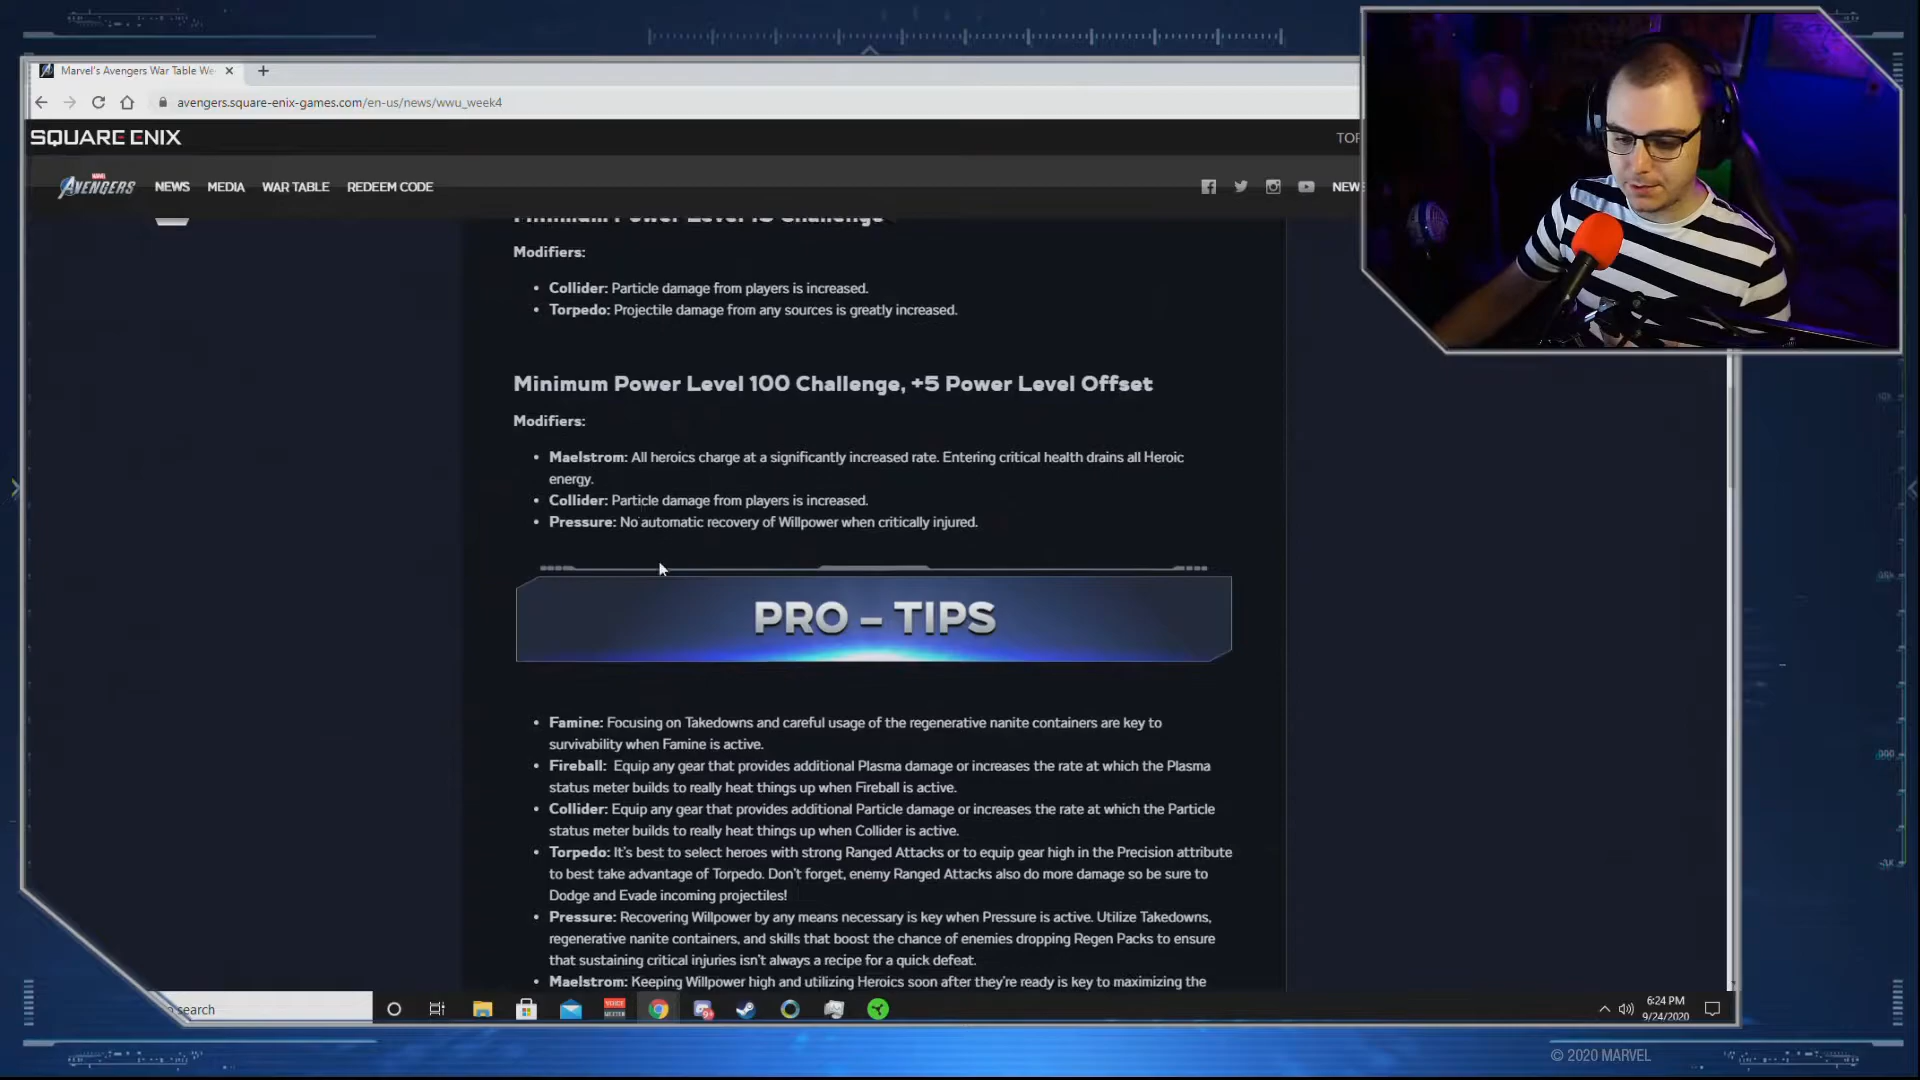 Marvel's Avengers War Table We
avengers.square-enix-games.com/en-us/news/wwu_week4
SQUARE ENIX
TOP
MARVEL
AVENGERS
NEWS
MEDIA
WAR TABLE
REDEEM CODE
NEW
Modifiers:
• Collider: Particle damage from players is increased.
• Torpedo: Projectile damage from any sources is greatly increased.
Minimum Power Level 100 Challenge, +5 Power Level Offset
Modifiers:
• Maelstrom: All heroics charge at a significantly increased rate. Entering critical health drains all Heroic
energy.
• Collider: Particle damage from players is increased.
• Pressure: No automatic recovery of Willpower when critically injured.
PRO – TIPS
• Famine: Focusing on Takedowns and careful usage of the regenerative nanite containers are key to
survivability when Famine is active.
• Fireball: Equip any gear that provides additional Plasma damage or increases the rate at which the Plasma
status meter builds to really heat things up when Fireball is active.
• Collider: Equip any gear that provides additional Particle damage or increases the rate at which the Particle
status meter builds to really heat things up when Collider is active.
• Torpedo: It's best to select heroes with strong Ranged Attacks or to equip gear high in the Precision attribute
to best take advantage of Torpedo. Don't forget, enemy Ranged Attacks also do more damage so be sure to
Dodge and Evade incoming projectiles!
• Pressure: Recovering Willpower by any means necessary is key when Pressure is active. Utilize Takedowns,
regenerative nanite containers, and skills that boost the chance of enemies dropping Regen Packs to ensure
that sustaining critical injuries isn't always a recipe for a quick defeat.
• Maelstrom: Keeping Willpower high and utilizing Heroics soon after they're ready is key to maximizing the
search
6:24 PM
9/24/2020
© 2020 MARVEL